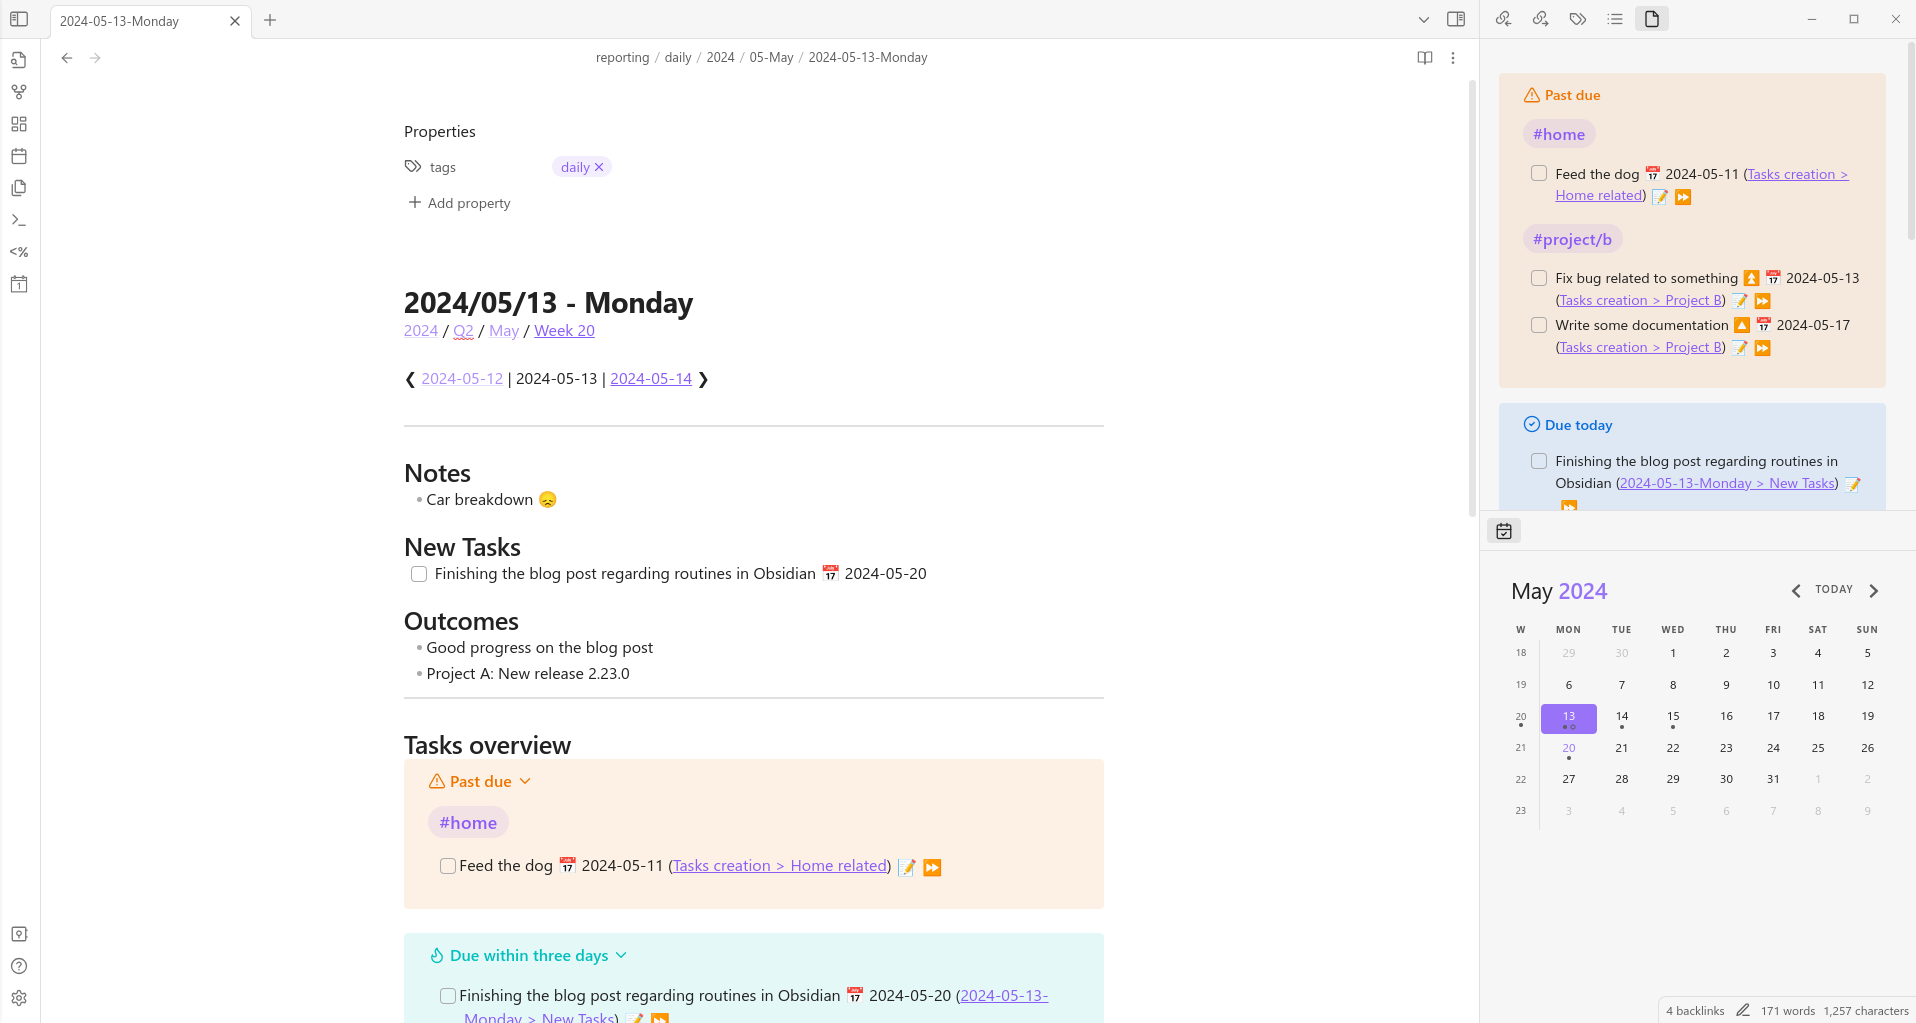 2024-05-13-Monday
reporting / daily / 2024 / 05-May / 2024-05-13-Monday
Properties
tags daily
Add property
2024/05/13 - Monday
2024 / Q2 / May / Week 20
❮ 2024-05-12 | 2024-05-13 | 2024-05-14 ❯
Notes
• Car breakdown 😞
New Tasks
Finishing the blog post regarding routines in Obsidian 📅 2024-05-20
Outcomes
• Good progress on the blog post
• Project A: New release 2.23.0
Tasks overview
Past due
#home
Feed the dog 📅 2024-05-11 (Tasks creation > Home related) 📝 ⏩
Due within three days
Finishing the blog post regarding routines in Obsidian 📅 2024-05-20 (2024-05-13-
Monday > New Tasks) 📝 ⏩
Past due
#home
Feed the dog 📅 2024-05-11 (Tasks creation >
Home related) 📝 ⏩
#project/b
Fix bug related to something ⏫ 📅 2024-05-13
(Tasks creation > Project B) 📝 ⏩
Write some documentation 🔼 📅 2024-05-17
(Tasks creation > Project B) 📝 ⏩
Due today
Finishing the blog post regarding routines in
Obsidian (2024-05-13-Monday > New Tasks) 📝
⏩
May 2024 TODAY
W MON TUE WED THU FRI SAT SUN
18 29 30 1 2 3 4 5
19 6 7 8 9 10 11 12
20 13 14 15 16 17 18 19
21 20 21 22 23 24 25 26
22 27 28 29 30 31 1 2
23 3 4 5 6 7 8 9
4 backlinks 171 words 1,257 characters
<%
1